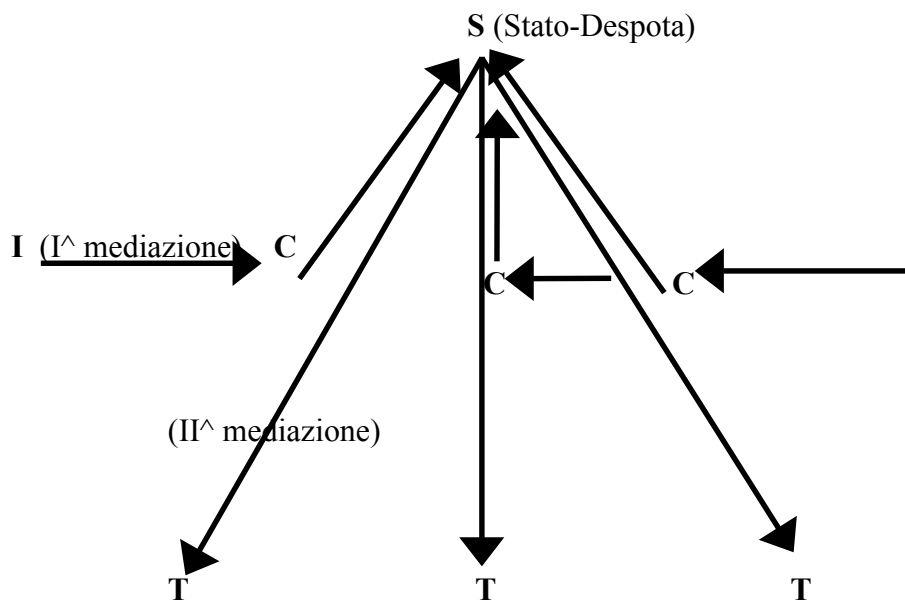 S (Stato-Despota)
I (I^ mediazione) C
C C
(II^ mediazione)
T T T